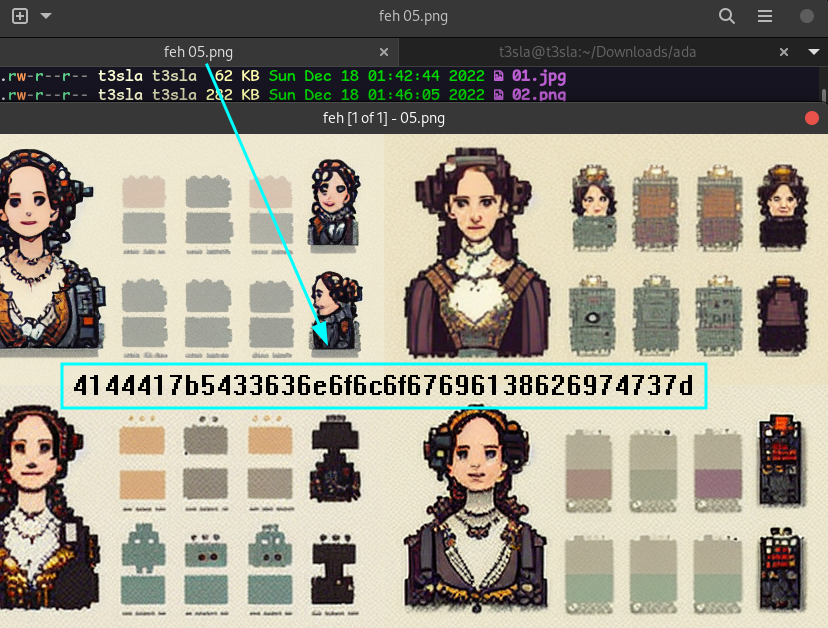 feh 05.png
feh 05.png
t3sla@t3sla:~/Downloads/ada
.rw-r--r-- t3sla t3sla 62 KB Sun Dec 18 01:42:44 2022 01.jpg
.rw-r--r-- t3sla t3sla 282 KB Sun Dec 18 01:46:05 2022 02.png
feh [1 of 1] - 05.png
4144417b5433636e6f6c6f67696138626974737d